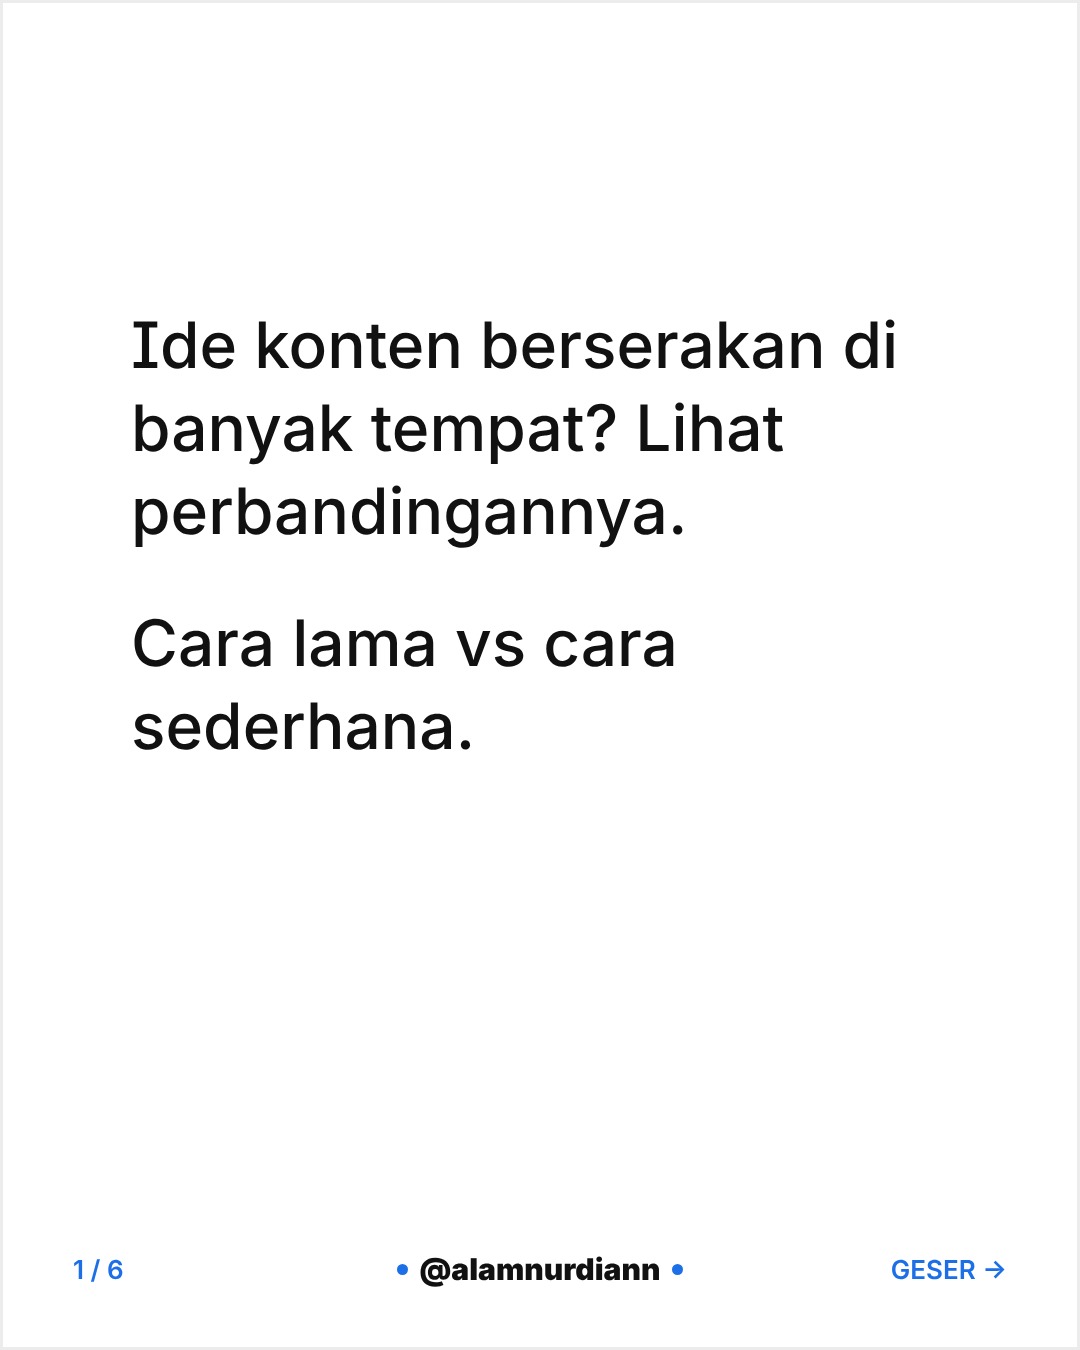 Ide konten berserakan di
banyak tempat? Lihat
perbandingannya.
Cara lama vs cara
sederhana.
1 / 6
• @alamnurdiann •
GESER →